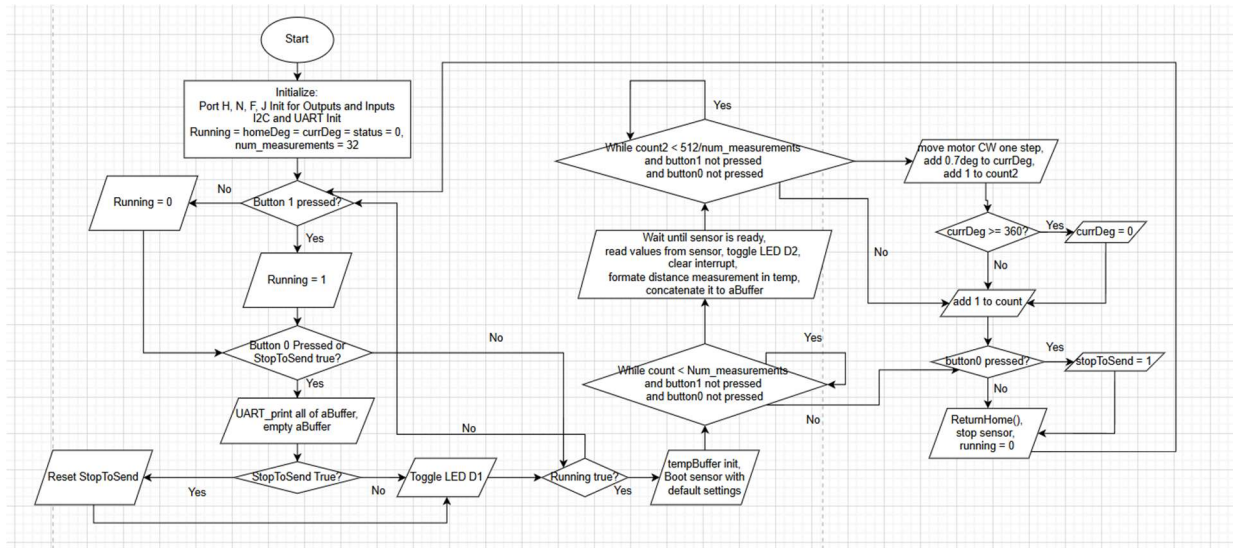 Start
Initialize:
Port H, N, F, J Init for Outputs and Inputs
I2C and UART Init
Running = homeDeg = currDeg = status = 0,
num_measurements = 32
No
Running = 0
Button 1 pressed?
Yes
Running = 1
Button 0 Pressed or
StopToSend true?
No
Yes
UART_print all of aBuffer,
empty aBuffer
StopToSend True?
Yes
Reset StopToSend
No
Toggle LED D1
No
Running true?
Yes
tempBuffer init,
Boot sensor with
default settings
No
While count < Num_measurements
and button1 not pressed
and button0 not pressed
Yes
No
Wait until sensor is ready,
read values from sensor, toggle LED D2,
clear interrupt,
formate distance measurement in temp,
concatenate it to aBuffer
While count2 < 512/num_measurements
and button1 not pressed
and button0 not pressed
Yes
No
move motor CW one step,
add 0.7deg to currDeg,
add 1 to count2
currDeg >= 360?
Yes
currDeg = 0
No
add 1 to count
button0 pressed?
Yes
stopToSend = 1
No
ReturnHome(),
stop sensor,
running = 0